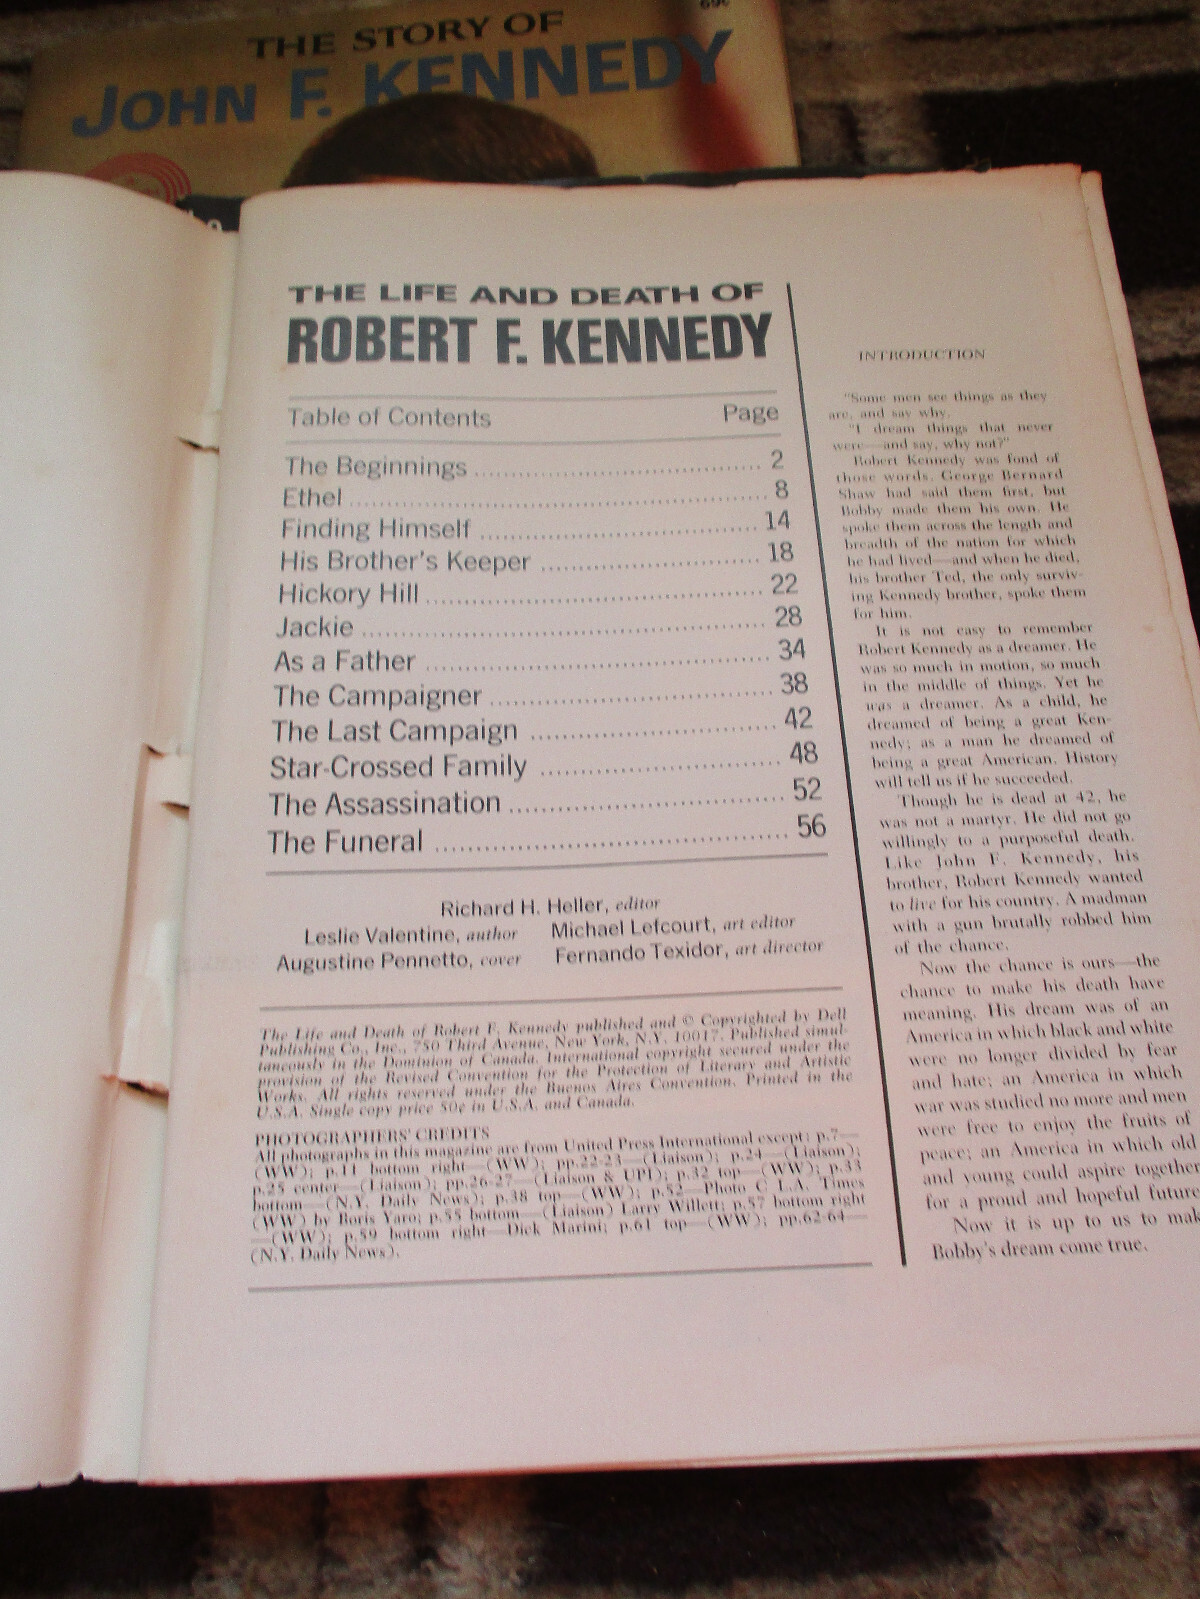 69¢
THE STORY OF
JOHN F. KENNEDY
THE LIFE AND DEATH OF
ROBERT F. KENNEDY
Table of Contents Page
The Beginnings 2
Ethel 8
Finding Himself 14
His Brother's Keeper 18
Hickory Hill 22
Jackie 28
As a Father 34
The Campaigner 38
The Last Campaign 42
Star-Crossed Family 48
The Assassination 52
The Funeral 56
Richard H. Heller, editor
Leslie Valentine, author Michael Lefcourt, art editor
Augustine Pennetto, cover Fernando Texidor, art director
The Life and Death of Robert F. Kennedy published and © Copyrighted by Dell
Publishing Co., Inc., 750 Third Avenue, New York, N.Y. 10017. Published simul-
taneously in the Dominion of Canada. International copyright secured under the
provision of the Revised Convention for the Protection of Literary and Artistic
Works. All rights reserved under the Buenos Aires Convention. Printed in the
U.S.A. Single copy price 50¢ in U.S.A. and Canada.
PHOTOGRAPHERS' CREDITS
All photographs in this magazine are from United Press International except: p.7—
(WW); p.11 bottom right—(WW); pp.22-23—(Liaison); p.24—(Liaison);
p.25 center—(Liaison); pp.26-27—(Liaison & UPI); p.32 top—(WW); p.33
bottom—(N.Y. Daily News); p.38 top—(WW); p.52—Photo C L.A. Times
(WW) by Boris Yaro; p.55 bottom—(Liaison) Larry Willett; p.57 bottom right
—(WW); p.59 bottom right—Dick Marini; p.61 top—(WW); pp.62-64—
(N.Y. Daily News).
INTRODUCTION
"Some men see things as they
are, and say why.
"I dream things that never
were—and say, why not?"
Robert Kennedy was fond of
those words. George Bernard
Shaw had said them first, but
Bobby made them his own. He
spoke them across the length and
breadth of the nation for which
he had lived—and when he died,
his brother Ted, the only surviv-
ing Kennedy brother, spoke them
for him.
It is not easy to remember
Robert Kennedy as a dreamer. He
was so much in motion, so much
in the middle of things. Yet he
was a dreamer. As a child, he
dreamed of being a great Ken-
nedy; as a man he dreamed of
being a great American. History
will tell us if he succeeded.
Though he is dead at 42, he
was not a martyr. He did not go
willingly to a purposeful death.
Like John F. Kennedy, his
brother, Robert Kennedy wanted
to live for his country. A madman
with a gun brutally robbed him
of the chance.
Now the chance is ours—the
chance to make his death have
meaning. His dream was of an
America in which black and white
were no longer divided by fear
and hate; an America in which
war was studied no more and men
were free to enjoy the fruits of
peace; an America in which old
and young could aspire together
for a proud and hopeful future
Now it is up to us to mak
Bobby's dream come true.